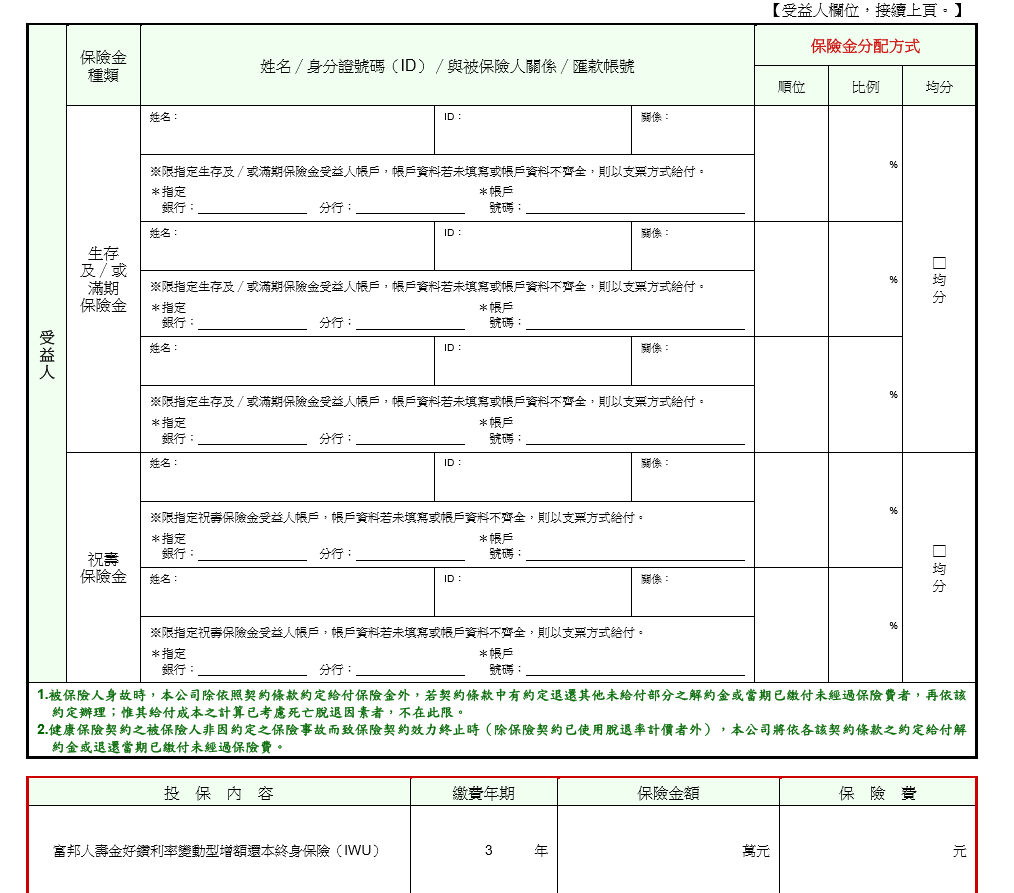 【受益人欄位，接續上頁。】
受益人
保險金種類
姓名／身分證號碼（ID）／與被保險人關係／匯款帳號
保險金分配方式
順位
比例
均分
生存及／或滿期保險金
姓名：
ID：
關係：
%
※限指定生存及／或滿期保險金受益人帳戶，帳戶資料若未填寫或帳戶資料不齊全，則以支票方式給付。
＊指定
＊帳戶
銀行：
分行：
號碼：
姓名：
ID：
關係：
%
※限指定生存及／或滿期保險金受益人帳戶，帳戶資料若未填寫或帳戶資料不齊全，則以支票方式給付。
＊指定
＊帳戶
銀行：
分行：
號碼：
□均分
姓名：
ID：
關係：
%
※限指定生存及／或滿期保險金受益人帳戶，帳戶資料若未填寫或帳戶資料不齊全，則以支票方式給付。
＊指定
＊帳戶
銀行：
分行：
號碼：
祝壽保險金
姓名：
ID：
關係：
%
※限指定祝壽保險金受益人帳戶，帳戶資料若未填寫或帳戶資料不齊全，則以支票方式給付。
＊指定
＊帳戶
銀行：
分行：
號碼：
□均分
姓名：
ID：
關係：
%
※限指定祝壽保險金受益人帳戶，帳戶資料若未填寫或帳戶資料不齊全，則以支票方式給付。
＊指定
＊帳戶
銀行：
分行：
號碼：
1.被保險人身故時，本公司除依照契約條款約定給付保險金外，若契約條款中有約定退還其他未給付部分之解約金或當期已繳付未經過保險費者，再依該
約定辦理；惟其給付成本之計算已考慮死亡脫退因素者，不在此限。
2.健康保險契約之被保險人非因約定之保險事故而致保險契約效力終止時（除保險契約已使用脫退率計價者外），本公司將依各該契約條款之約定給付解
約金或退還當期已繳付未經過保險費。
投 保 內 容
繳費年期
保險金額
保 險 費
富邦人壽金好鑽利率變動型增額還本終身保險（IWU）
3 年
萬元
元